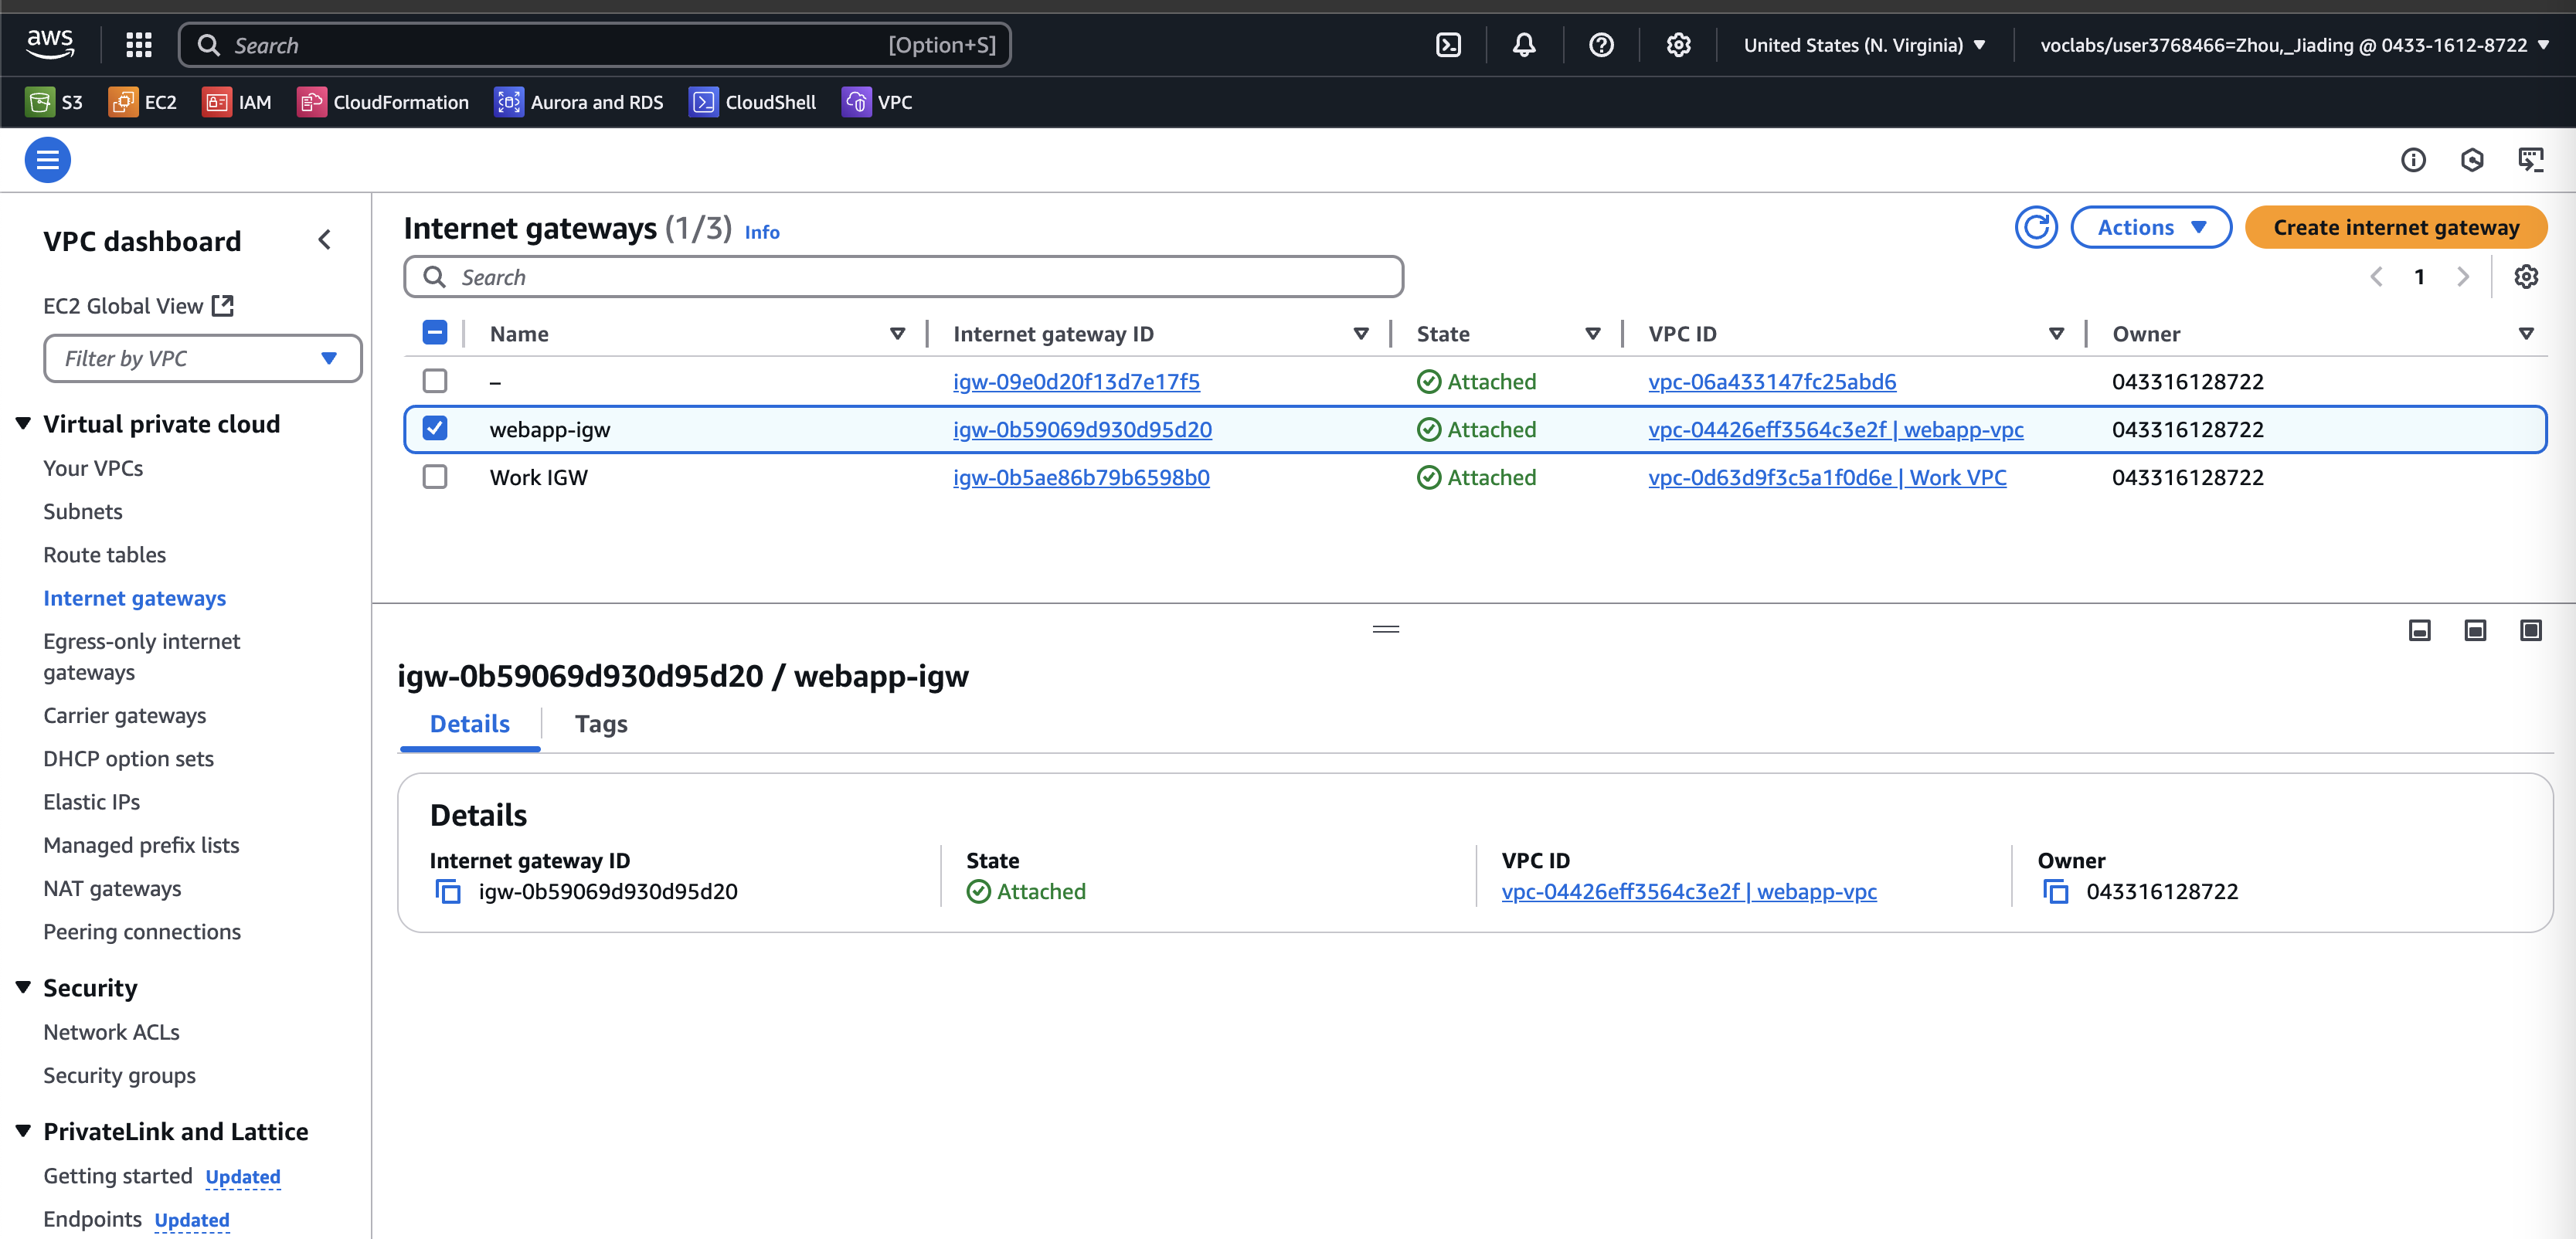 aws
Search [Option+S]
United States (N. Virginia)
voclabs/user3768466=Zhou,_Jiading @ 0433-1612-8722
S3 EC2 IAM CloudFormation Aurora and RDS CloudShell VPC
VPC dashboard
EC2 Global View
Filter by VPC
Virtual private cloud
Your VPCs
Subnets
Route tables
Internet gateways
Egress-only internet
gateways
Carrier gateways
DHCP option sets
Elastic IPs
Managed prefix lists
NAT gateways
Peering connections
Security
Network ACLs
Security groups
PrivateLink and Lattice
Getting started Updated
Endpoints Updated
Internet gateways (1/3) Info
Actions
Create internet gateway
Search
1
Name Internet gateway ID State VPC ID Owner
– igw-09e0d20f13d7e17f5 Attached vpc-06a433147fc25abd6 043316128722
webapp-igw igw-0b59069d930d95d20 Attached vpc-04426eff3564c3e2f | webapp-vpc 043316128722
Work IGW igw-0b5ae86b79b6598b0 Attached vpc-0d63d9f3c5a1f0d6e | Work VPC 043316128722
igw-0b59069d930d95d20 / webapp-igw
Details Tags
Details
Internet gateway ID State VPC ID Owner
igw-0b59069d930d95d20 Attached vpc-04426eff3564c3e2f | webapp-vpc 043316128722